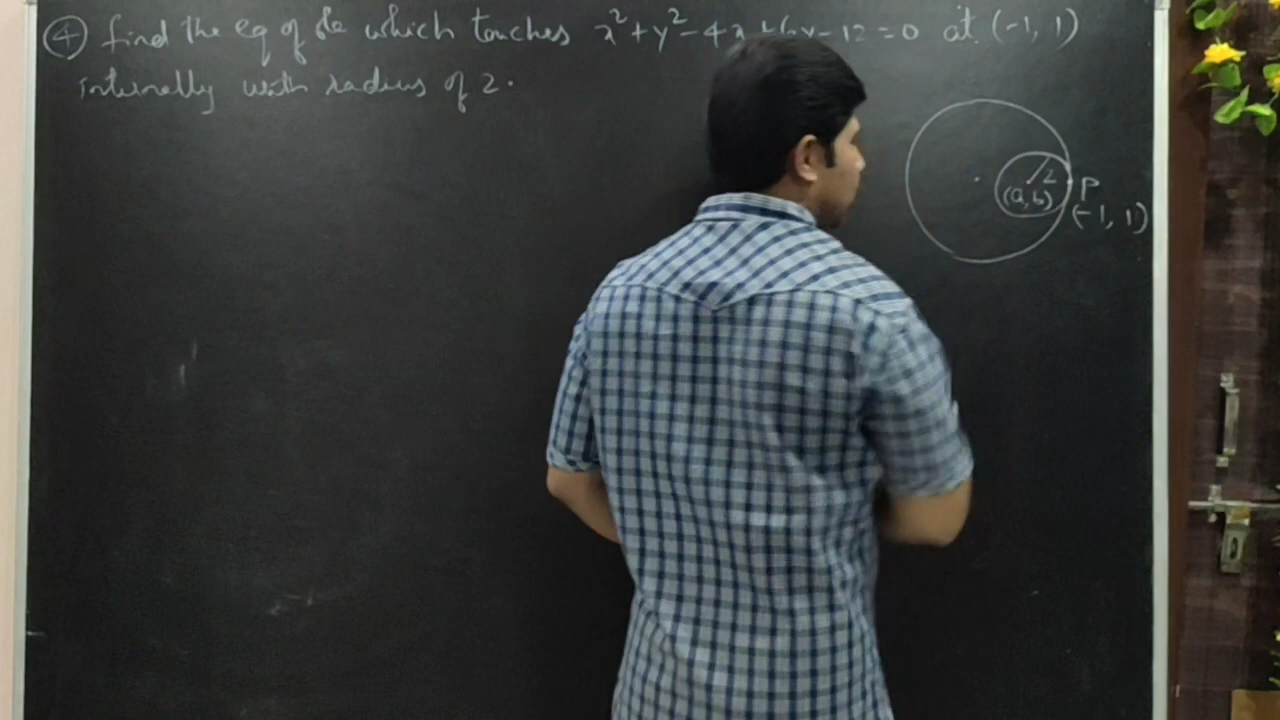 ④ find the eq of ⊙le which touches x²+y²-4x+6y-12=0 at (-1, 1)
internally with radius of 2.
2
(a,b)
P
(-1, 1)